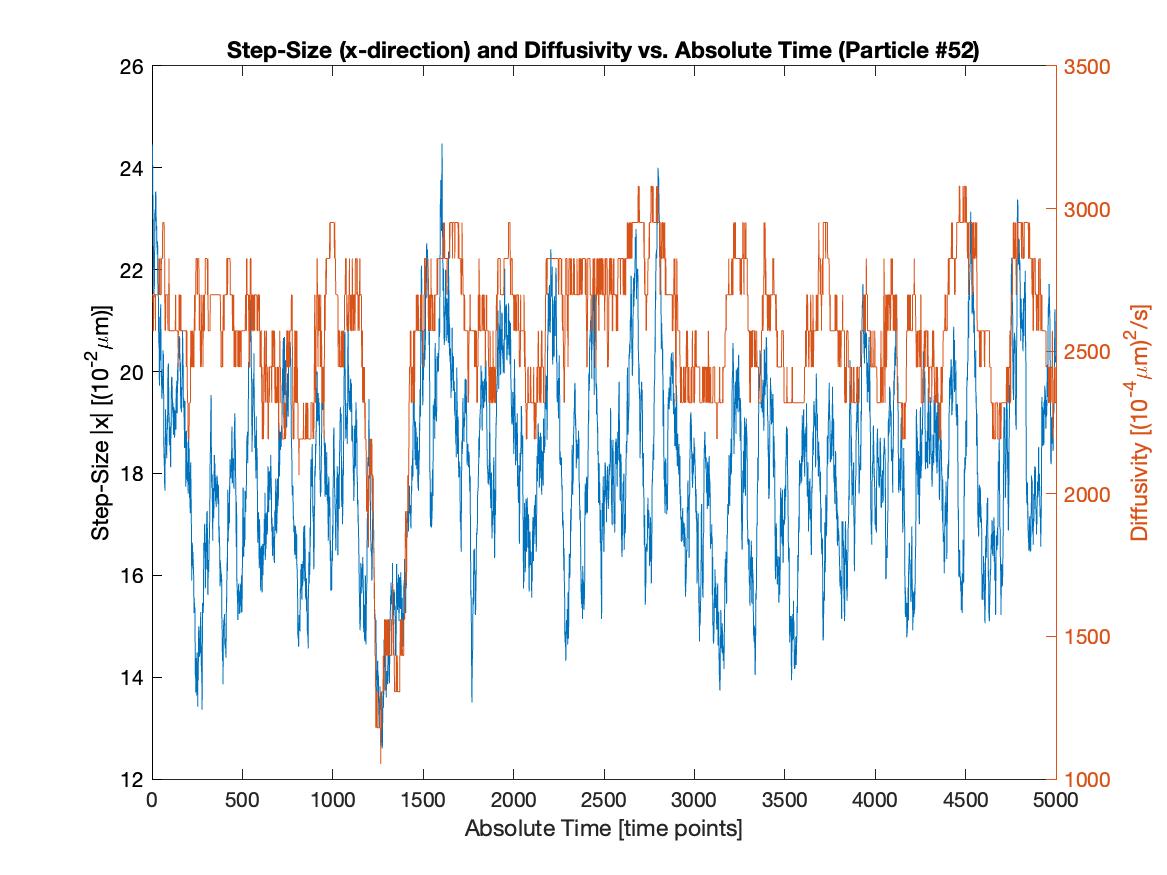 Step-Size (x-direction) and Diffusivity vs. Absolute Time (Particle #52)
26
24
22
20
18
16
14
12
Step-Size |x| [(10⁻² μm)]
3500
3000
2500
2000
1500
1000
Diffusivity [(10⁻⁴ μm)²/s]
0 500 1000 1500 2000 2500 3000 3500 4000 4500 5000
Absolute Time [time points]